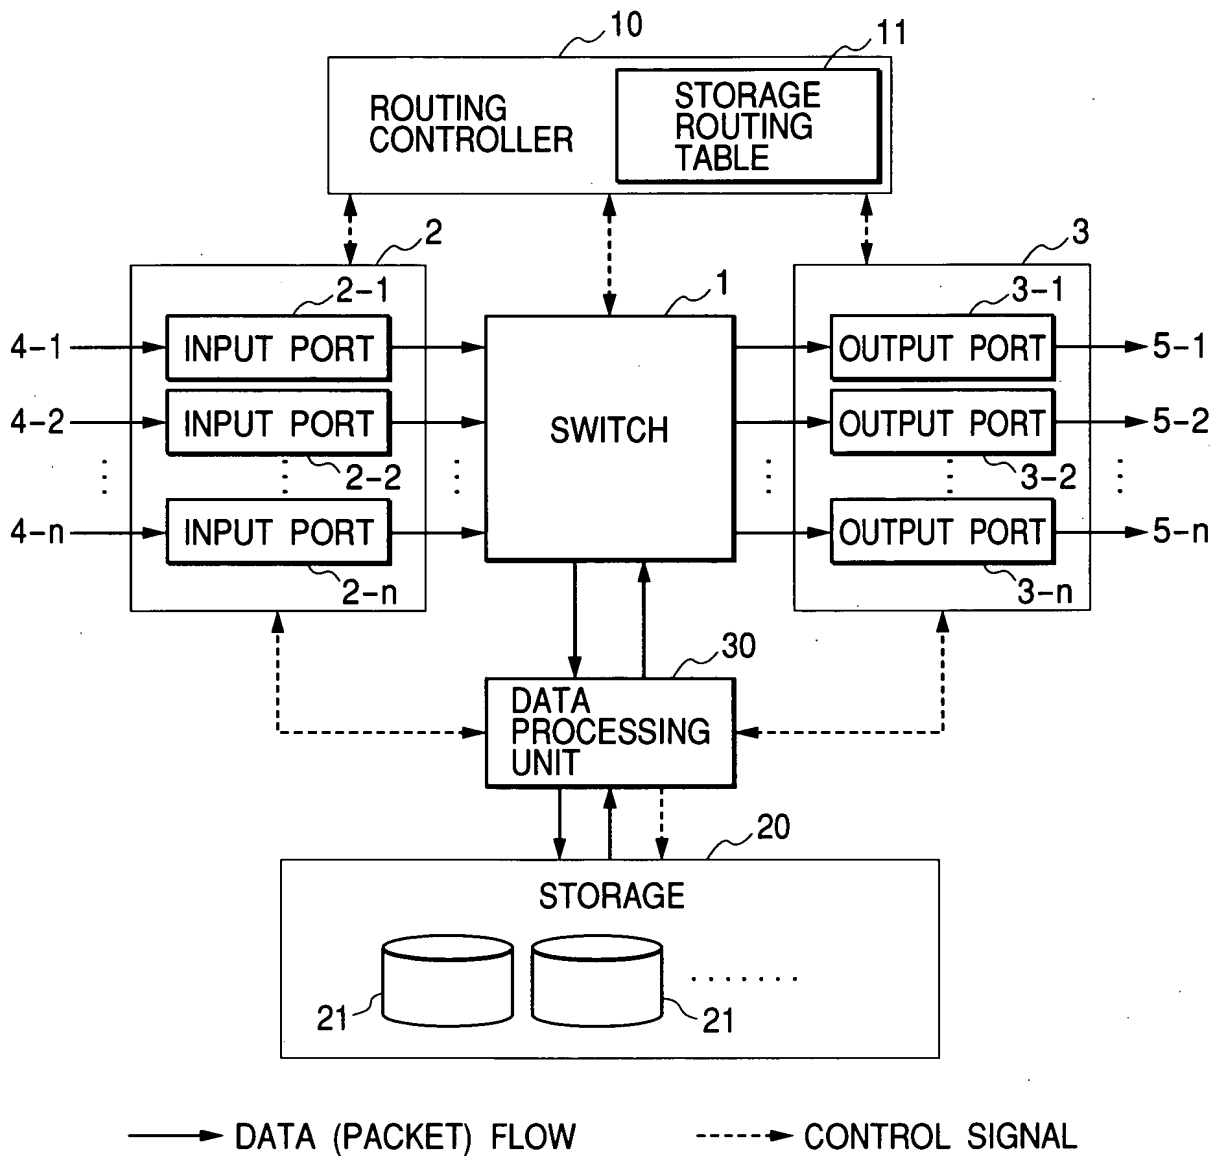 10
11
ROUTING
CONTROLLER
STORAGE
ROUTING
TABLE
2
3
1
2-1
3-1
4-1
INPUT PORT
OUTPUT PORT
5-1
4-2
INPUT PORT
SWITCH
OUTPUT PORT
5-2
2-2
3-2
4-n
INPUT PORT
OUTPUT PORT
5-n
2-n
3-n
30
DATA
PROCESSING
UNIT
20
STORAGE
21
21
DATA (PACKET) FLOW
CONTROL SIGNAL